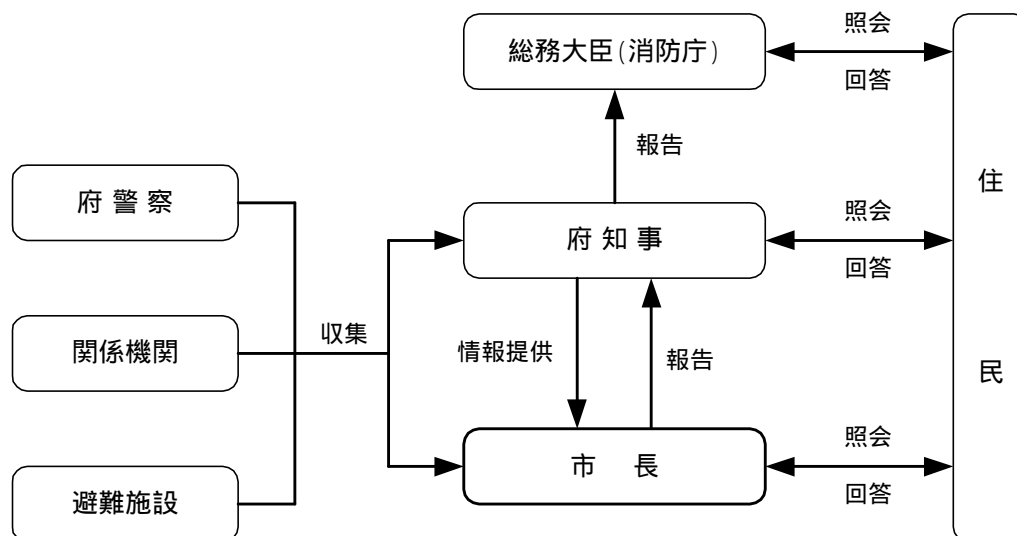 照会
総務大臣(消防庁)
回答
報告
府警察
照会
府知事
回答
収集
関係機関
情報提供
報告
照会
市 長
回答
避難施設
住
民